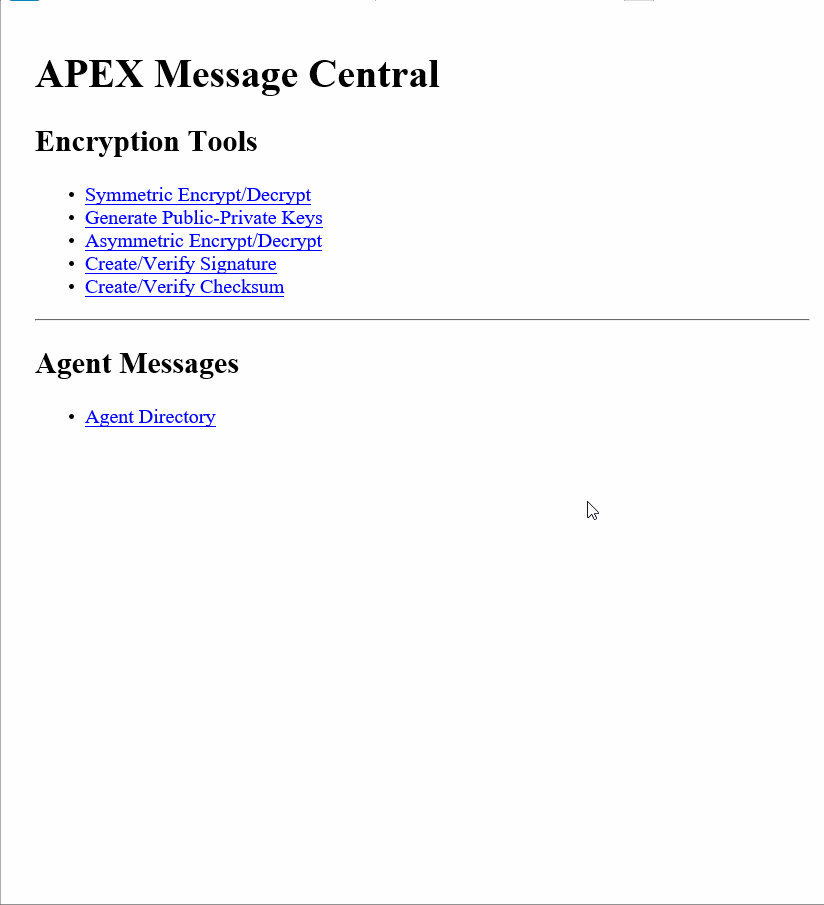 APEX Message Central
Encryption Tools
• Symmetric Encrypt/Decrypt
• Generate Public-Private Keys
• Asymmetric Encrypt/Decrypt
• Create/Verify Signature
• Create/Verify Checksum
Agent Messages
• Agent Directory